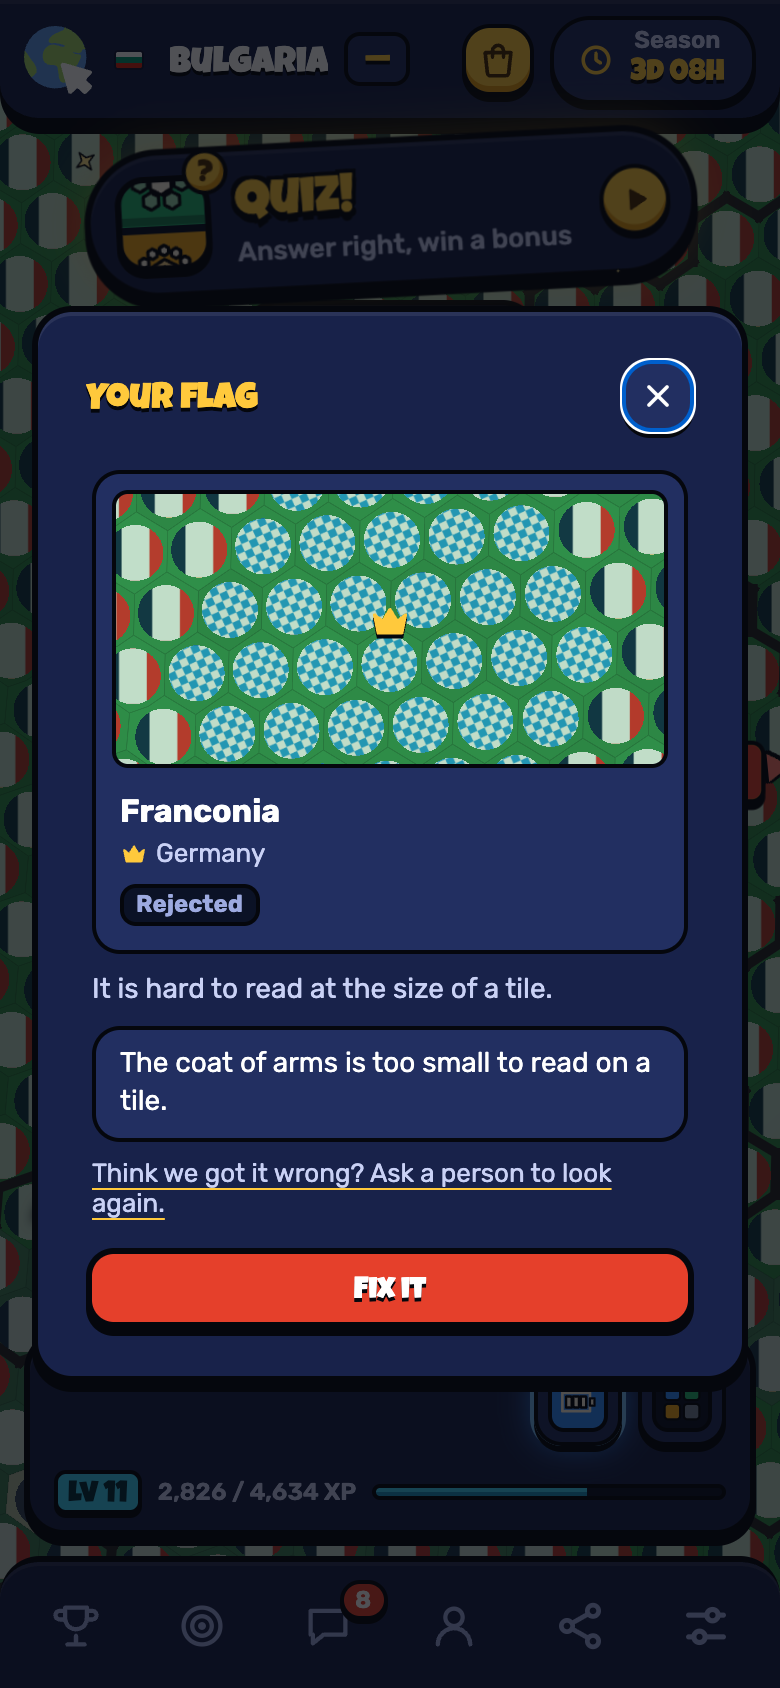 BULGARIA
Season
3D 08H
?
QUIZ!
Answer right, win a bonus
YOUR FLAG
Franconia
Germany
Rejected
It is hard to read at the size of a tile.
The coat of arms is too small to read on a
tile.
Think we got it wrong? Ask a person to look
again.
FIX IT
LV 11
2,826 / 4,634 XP
8